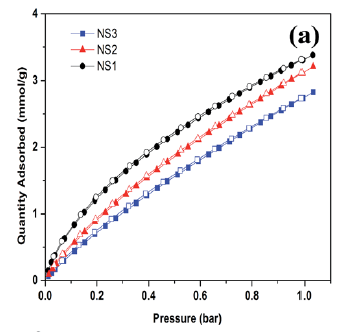 (a)
NS3
NS2
NS1
Quantity Adsorbed (mmol/g)
4
3
2
1
0
0.0 0.2 0.4 0.6 0.8 1.0
Pressure (bar)